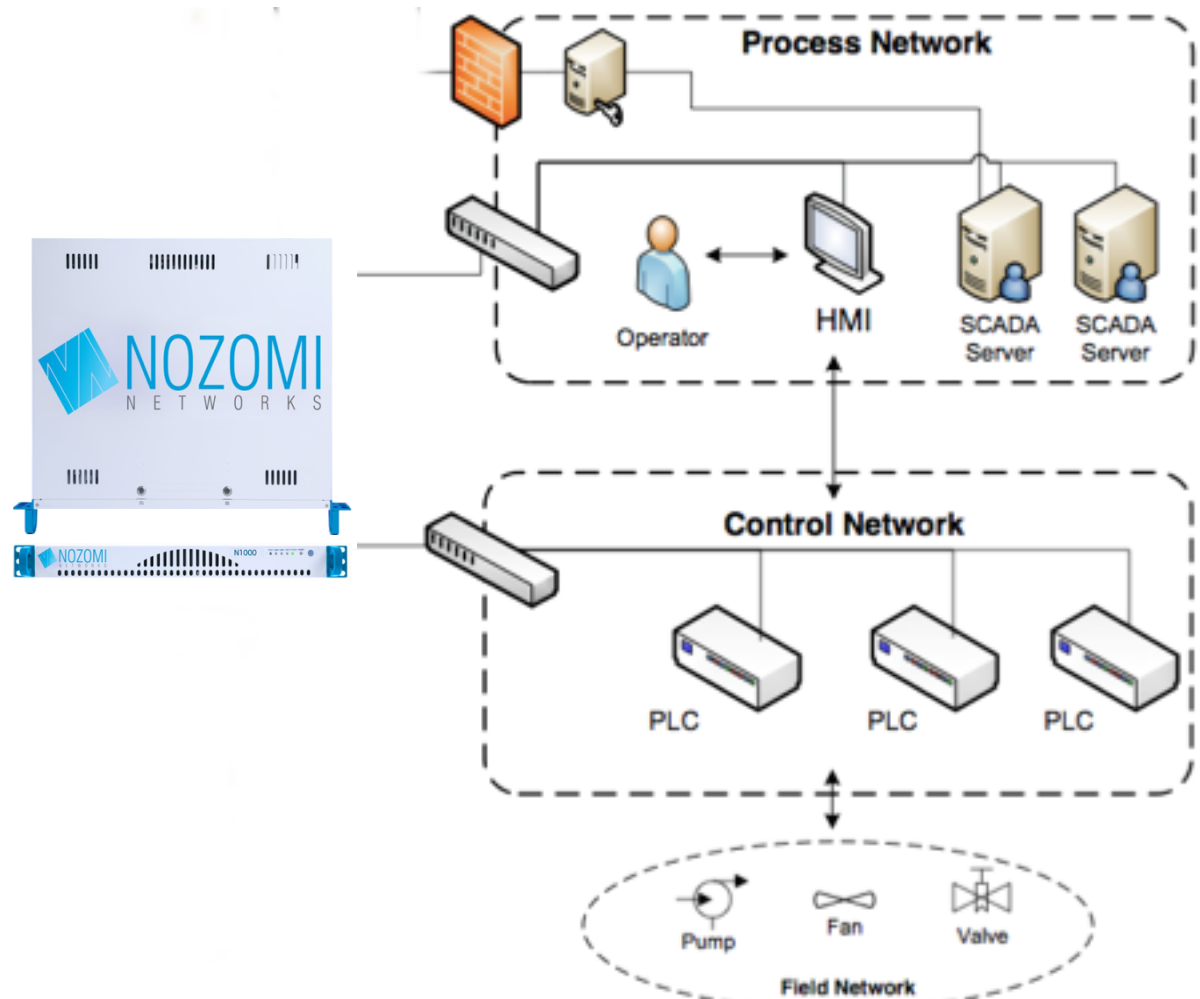 Process Network
NOZOMI
NETWORKS
Operator
HMI
SCADA
Server
SCADA
Server
Control Network
NOZOMI
NETWORKS
N1000
PLC
PLC
PLC
Pump
Fan
Valve
Field Network